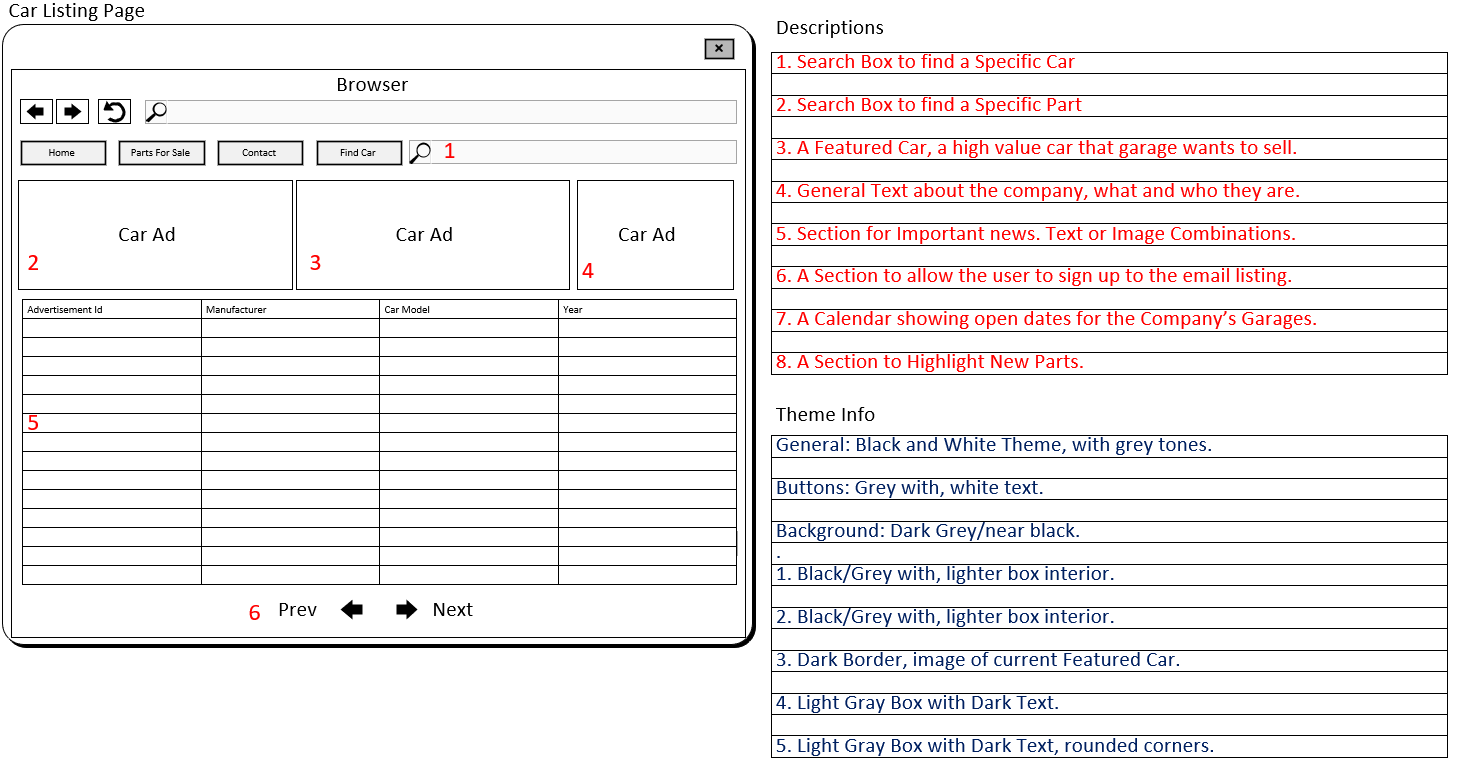 Car Listing Page
×
Browser
Home
Parts For Sale
Contact
Find Car
1
Car Ad
Car Ad
Car Ad
2
3
4
Advertisement Id
Manufacturer
Car Model
Year
5
6
Prev
Next
Descriptions
1. Search Box to find a Specific Car
2. Search Box to find a Specific Part
3. A Featured Car, a high value car that garage wants to sell.
4. General Text about the company, what and who they are.
5. Section for Important news. Text or Image Combinations.
6. A Section to allow the user to sign up to the email listing.
7. A Calendar showing open dates for the Company’s Garages.
8. A Section to Highlight New Parts.
Theme Info
General: Black and White Theme, with grey tones.
Buttons: Grey with, white text.
Background: Dark Grey/near black.
.
1. Black/Grey with, lighter box interior.
2. Black/Grey with, lighter box interior.
3. Dark Border, image of current Featured Car.
4. Light Gray Box with Dark Text.
5. Light Gray Box with Dark Text, rounded corners.